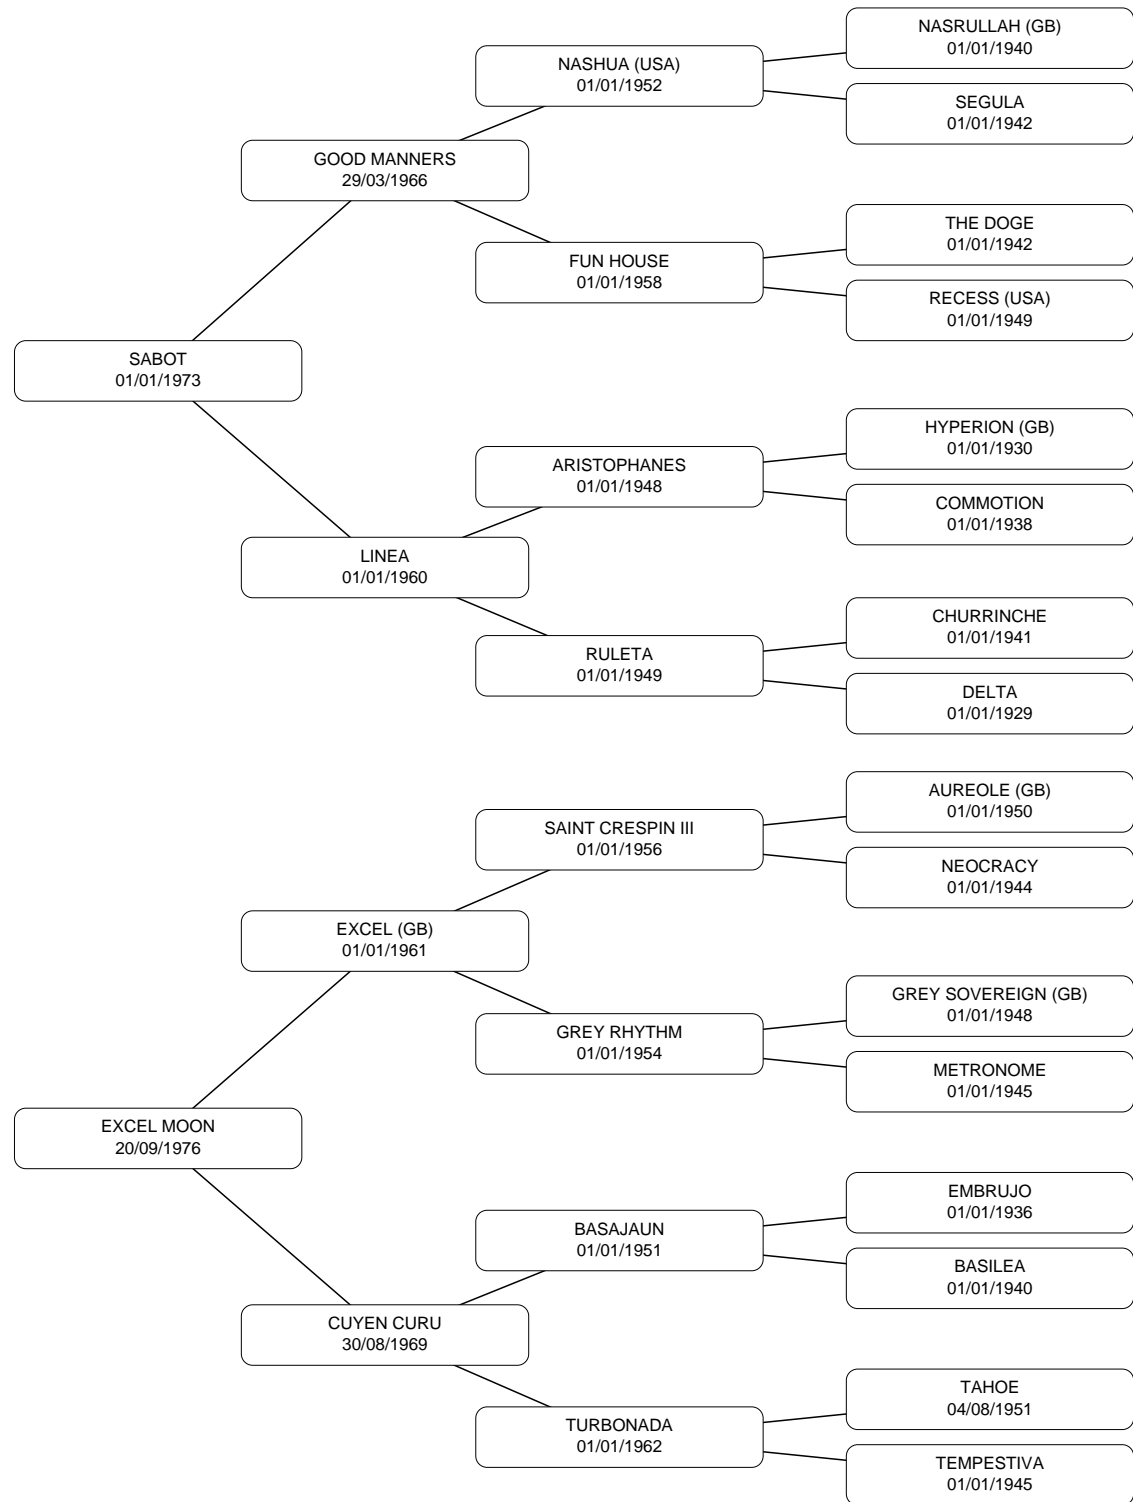 NASRULLAH (GB)
01/01/1940
NASHUA (USA)
01/01/1952
SEGULA
01/01/1942
GOOD MANNERS
29/03/1966
THE DOGE
01/01/1942
FUN HOUSE
01/01/1958
RECESS (USA)
01/01/1949
SABOT
01/01/1973
HYPERION (GB)
01/01/1930
ARISTOPHANES
01/01/1948
COMMOTION
01/01/1938
LINEA
01/01/1960
CHURRINCHE
01/01/1941
RULETA
01/01/1949
DELTA
01/01/1929
AUREOLE (GB)
01/01/1950
SAINT CRESPIN III
01/01/1956
NEOCRACY
01/01/1944
EXCEL (GB)
01/01/1961
GREY SOVEREIGN (GB)
01/01/1948
GREY RHYTHM
01/01/1954
METRONOME
01/01/1945
EXCEL MOON
20/09/1976
EMBRUJO
01/01/1936
BASAJAUN
01/01/1951
BASILEA
01/01/1940
CUYEN CURU
30/08/1969
TAHOE
04/08/1951
TURBONADA
01/01/1962
TEMPESTIVA
01/01/1945